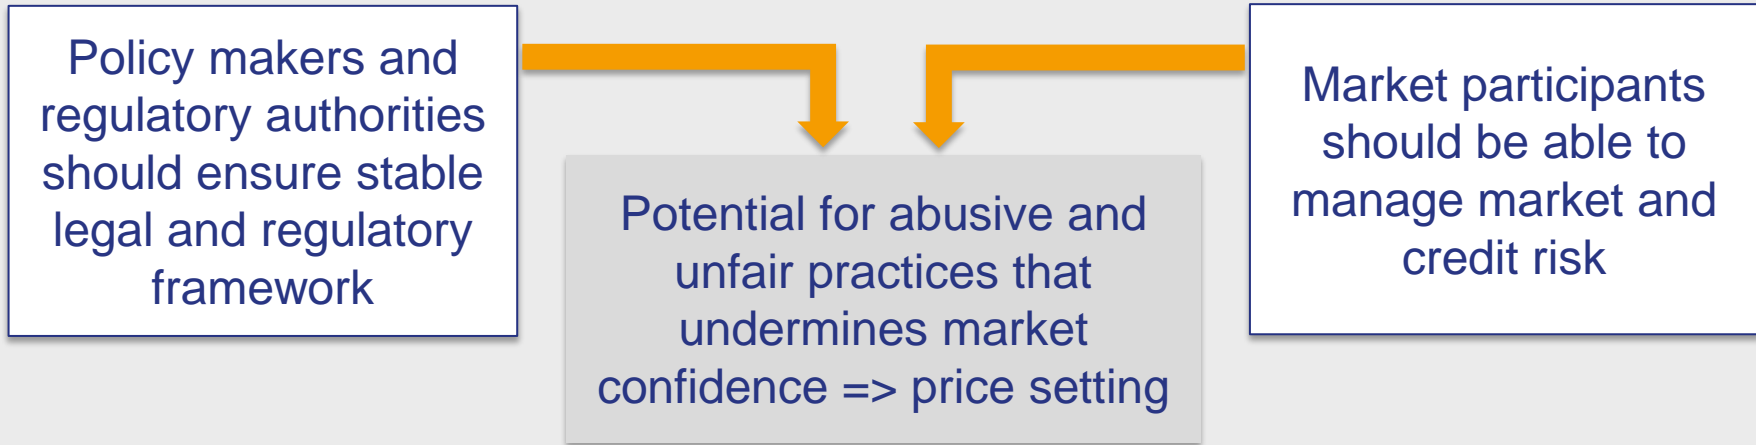 Policy makers and
regulatory authorities
should ensure stable
legal and regulatory
framework
Potential for abusive and
unfair practices that
undermines market
confidence => price setting
Market participants
should be able to
manage market and
credit risk